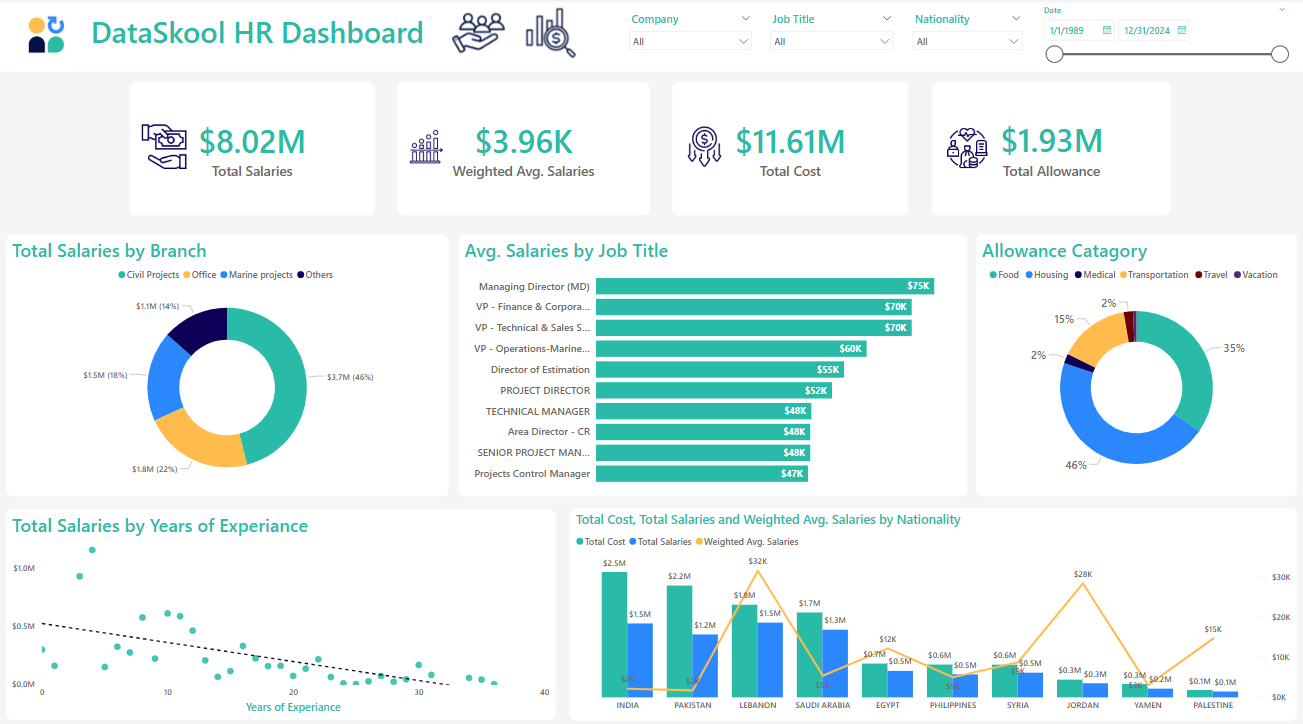 DataSkool HR Dashboard
Company
Job Title
Nationality
Date
All
All
All
1/1/1989
12/31/2024
$8.02M
Total Salaries
$3.96K
Weighted Avg. Salaries
$11.61M
Total Cost
$1.93M
Total Allowance
Total Salaries by Branch
Civil Projects Office Marine projects Others
$1.1M (14%)
$1.5M (18%)
$3.7M (46%)
$1.8M (22%)
Avg. Salaries by Job Title
Managing Director (MD) $75K
VP - Finance & Corpora... $70K
VP - Technical & Sales S... $70K
VP - Operations-Marine... $60K
Director of Estimation $55K
PROJECT DIRECTOR $52K
TECHNICAL MANAGER $48K
Area Director - CR $48K
SENIOR PROJECT MAN... $48K
Projects Control Manager $47K
Allowance Catagory
Food Housing Medical Transportation Travel Vacation
2%
15%
35%
2%
46%
Total Salaries by Years of Experiance
$1.0M
$0.5M
$0.0M
0 10 20 30 40
Years of Experiance
Total Cost, Total Salaries and Weighted Avg. Salaries by Nationality
Total Cost Total Salaries Weighted Avg. Salaries
$2.5M $1.5M $2K
$2.2M $1.2M $2K
$1.8M $1.5M $32K
$1.7M $1.3M $5K
$0.7M $0.5M $12K
$0.6M $0.5M $5K
$0.6M $0.5M $9K
$0.3M $0.3M $28K
$0.3M $0.2M $3K
$0.1M $0.1M $15K
$30K
$20K
$10K
$0K
INDIA PAKISTAN LEBANON SAUDI ARABIA EGYPT PHILIPPINES SYRIA JORDAN YAMEN PALESTINE